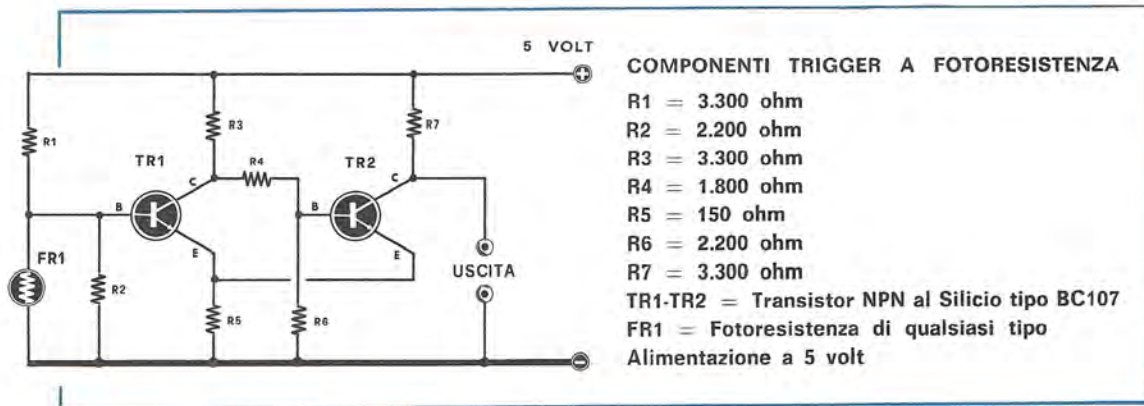 5 VOLT
R1
R3
R7
TR1
R4
TR2
C
C
B
B
E
E
FR1
R2
R5
R6
USCITA
COMPONENTI TRIGGER A FOTORESISTENZA
R1 = 3.300 ohm
R2 = 2.200 ohm
R3 = 3.300 ohm
R4 = 1.800 ohm
R5 = 150 ohm
R6 = 2.200 ohm
R7 = 3.300 ohm
TR1-TR2 = Transistor NPN al Silicio tipo BC107
FR1 = Fotoresistenza di qualsiasi tipo
Alimentazione a 5 volt